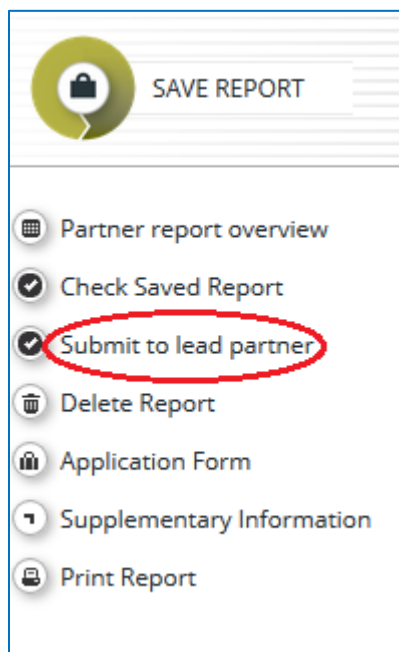 SAVE REPORT
Partner report overview
Check Saved Report
Submit to lead partner
Delete Report
Application Form
Supplementary Information
Print Report